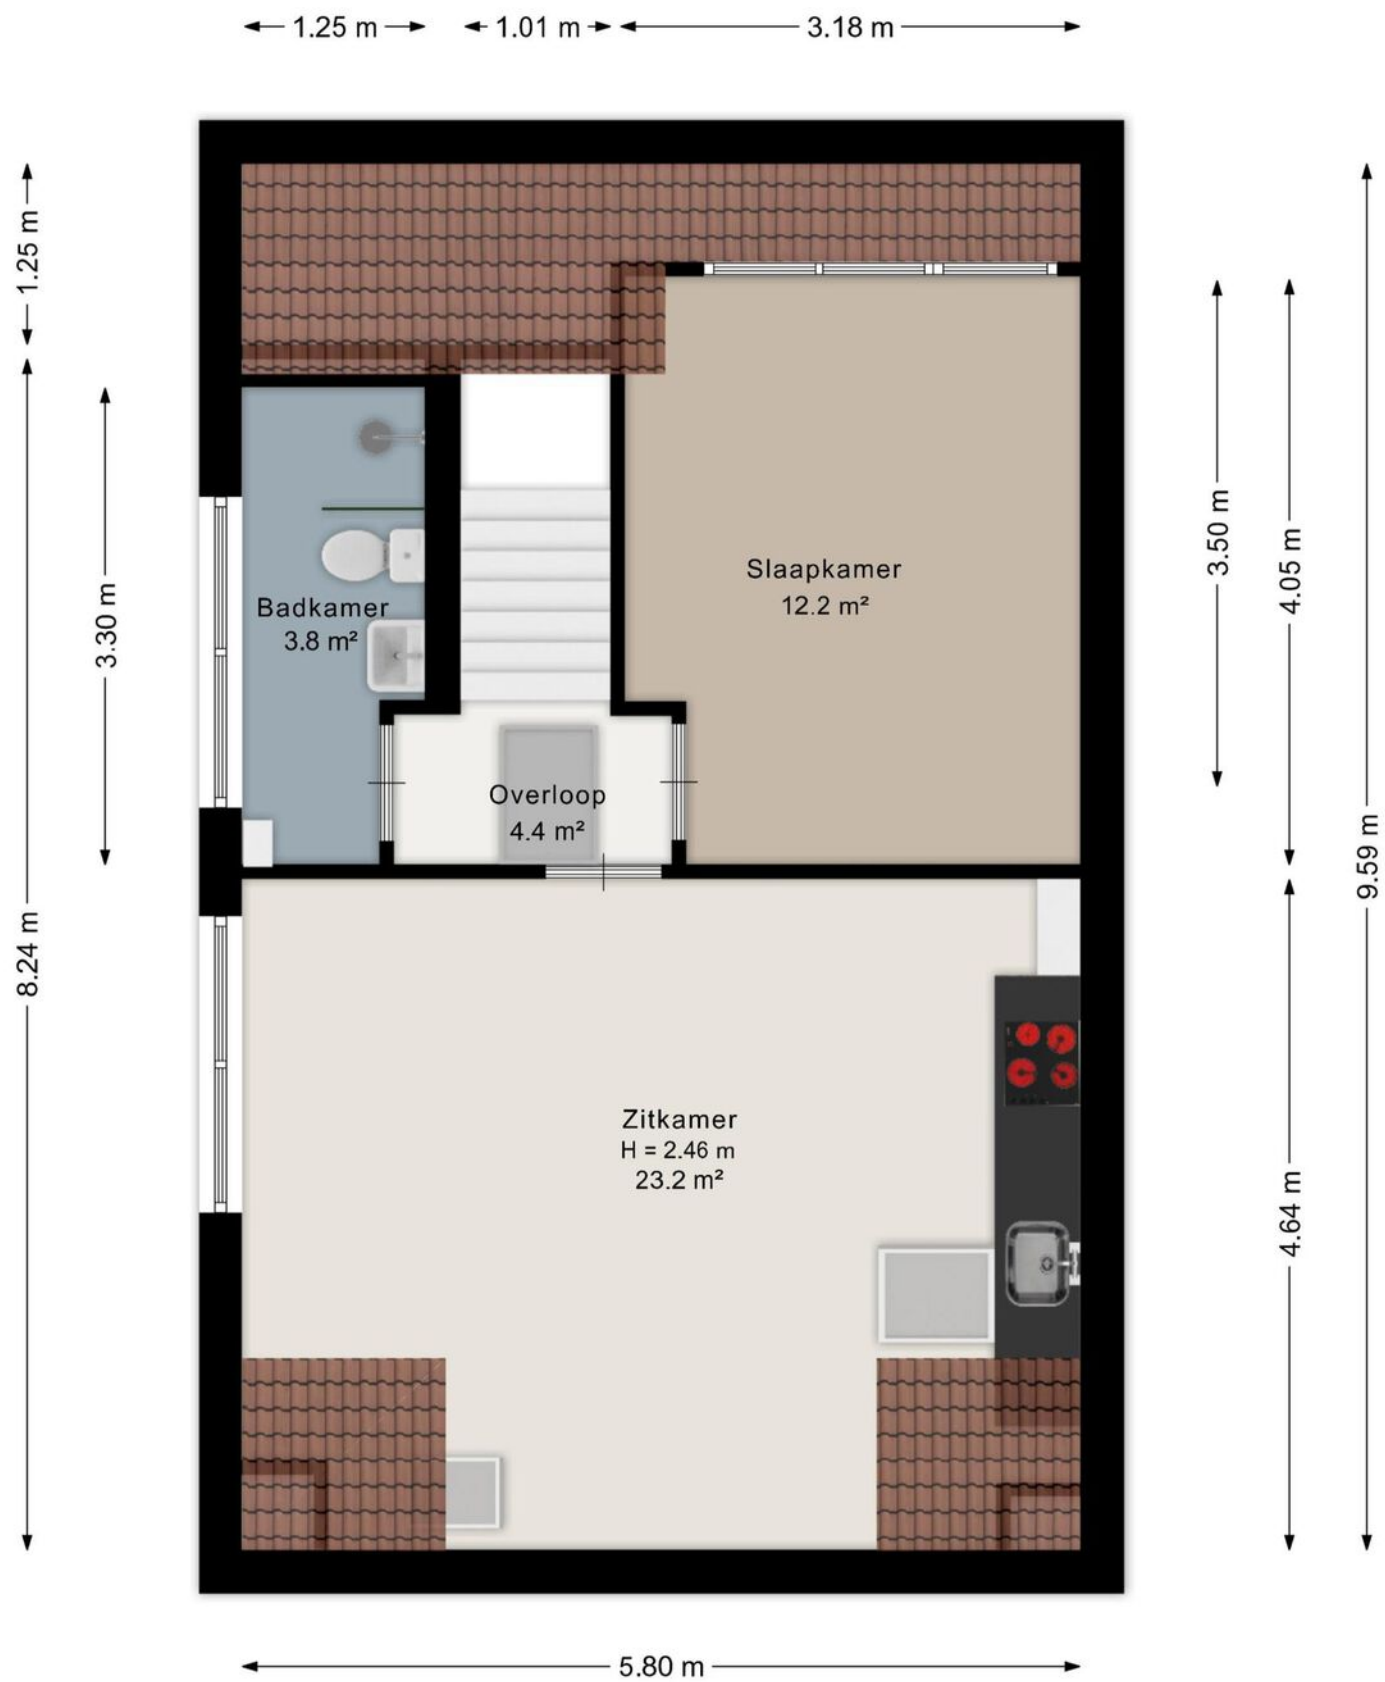 1.25 m
1.01 m
3.18 m
1.25 m
8.24 m
3.30 m
3.50 m
4.05 m
9.59 m
4.64 m
Slaapkamer
12.2 m²
Badkamer
3.8 m²
Overloop
4.4 m²
Zitkamer
H = 2.46 m
23.2 m²
5.80 m